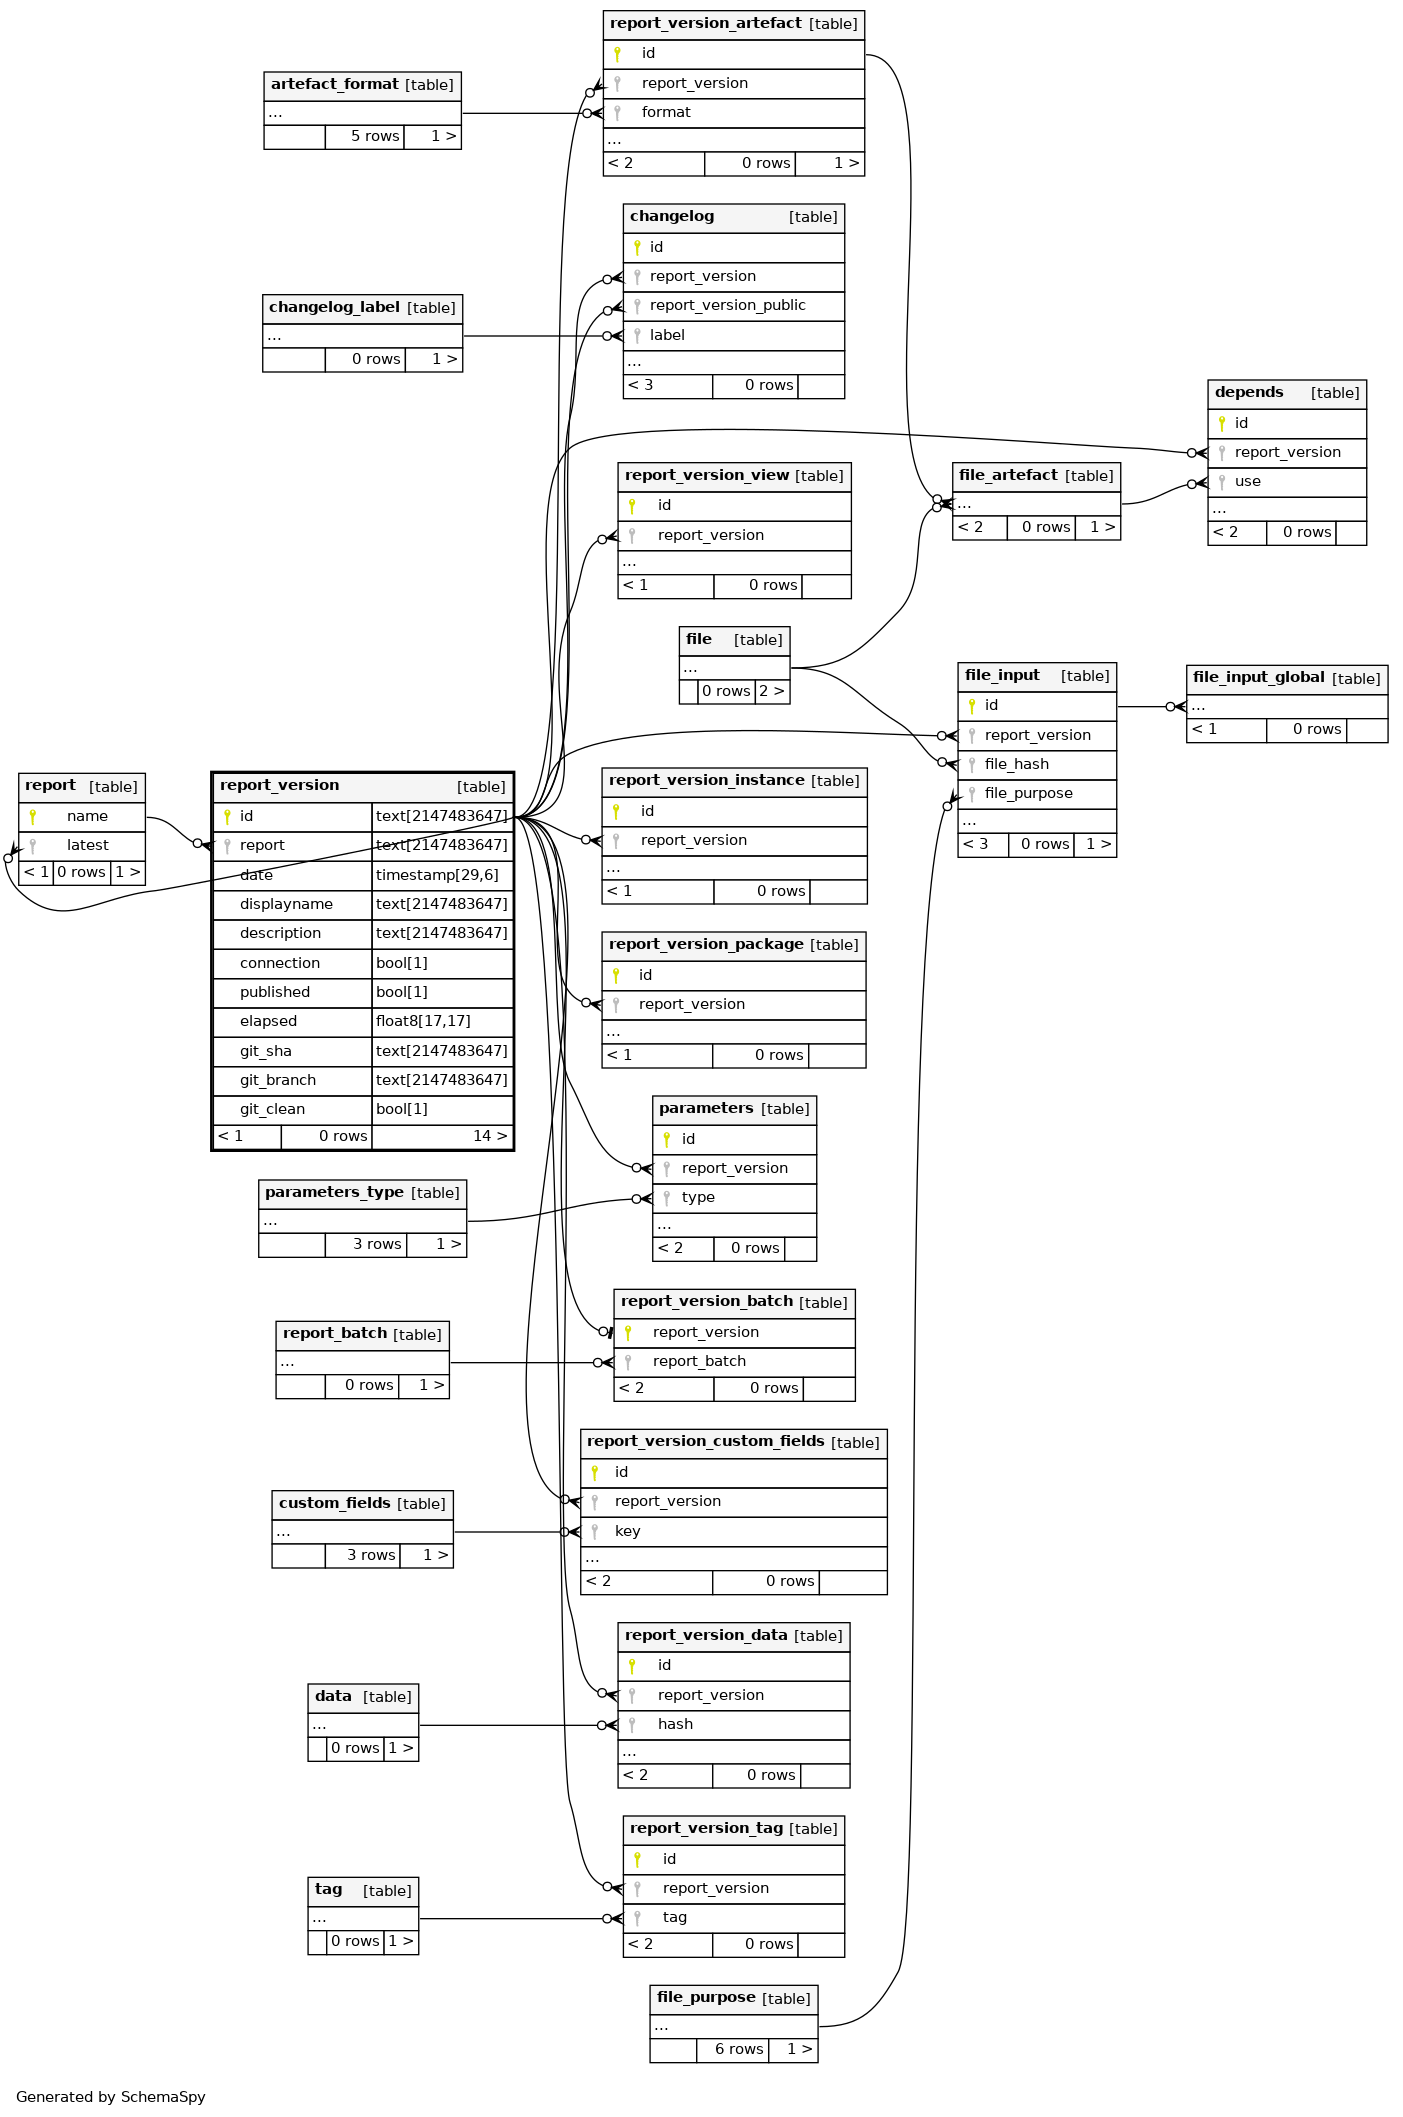 report_version_artefact [table]
id
report_version
format
...
< 2 0 rows 1 >
artefact_format [table]
...
5 rows 1 >
changelog [table]
id
report_version
report_version_public
label
...
< 3 0 rows
changelog_label [table]
...
0 rows 1 >
depends [table]
id
report_version
use
...
< 2 0 rows
report_version_view [table]
id
report_version
...
< 1 0 rows
file_artefact [table]
...
< 2 0 rows 1 >
file [table]
...
0 rows 2 >
file_input [table]
id
report_version
file_hash
file_purpose
...
< 3 0 rows 1 >
file_input_global [table]
...
< 1 0 rows
report [table]
name
latest
< 1 0 rows 1 >
report_version [table]
id text[2147483647]
report text[2147483647]
date timestamp[29,6]
displayname text[2147483647]
description text[2147483647]
connection bool[1]
published bool[1]
elapsed float8[17,17]
git_sha text[2147483647]
git_branch text[2147483647]
git_clean bool[1]
< 1 0 rows 14 >
report_version_instance [table]
id
report_version
...
< 1 0 rows
report_version_package [table]
id
report_version
...
< 1 0 rows
parameters [table]
id
report_version
type
...
< 2 0 rows
parameters_type [table]
...
3 rows 1 >
report_version_batch [table]
report_version
report_batch
< 2 0 rows
report_batch [table]
...
0 rows 1 >
report_version_custom_fields [table]
id
report_version
key
...
< 2 0 rows
custom_fields [table]
...
3 rows 1 >
report_version_data [table]
id
report_version
hash
...
< 2 0 rows
data [table]
...
0 rows 1 >
report_version_tag [table]
id
report_version
tag
< 2 0 rows
tag [table]
...
0 rows 1 >
file_purpose [table]
...
6 rows 1 >
Generated by SchemaSpy